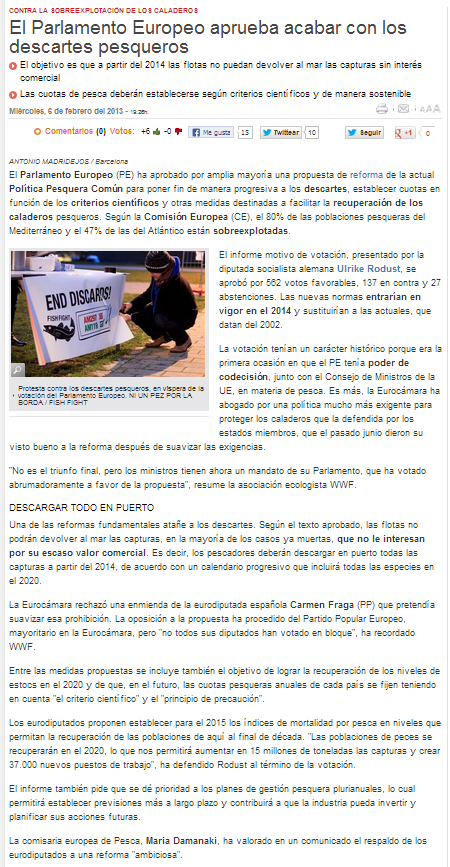 CONTRA LA SOBREEXPLOTACIÓN DE LOS CALADEROS
El Parlamento Europeo aprueba acabar con los
descartes pesqueros
El objetivo es que a partir del 2014 las flotas no puedan devolver al mar las capturas sin interés
comercial
Las cuotas de pesca deberán establecerse según criterios científicos y de manera sostenible
Miércoles, 6 de febrero del 2013 - 19:26h.
AAA
Comentarios (0) Votos: +6 -0 Me gusta 15 Twittear 10 Seguir +1 0
ANTONIO MADRIDEJOS / Barcelona
El Parlamento Europeo (PE) ha aprobado por amplia mayoría una propuesta de reforma de la actual
Política Pesquera Común para poner fin de manera progresiva a los descartes, establecer cuotas en
función de los criterios científicos y otras medidas destinadas a facilitar la recuperación de los
caladeros pesqueros. Según la Comisión Europea (CE), el 80% de las poblaciones pesqueras del
Mediterráneo y el 47% de las del Atlántico están sobreexplotadas.
END DISCARDS!
FISHFIGHT
Protesta contra los descartes pesqueros, en víspera de la
votación del Parlamento Europeo. NI UN PEZ POR LA
BORDA / FISH FIGHT
El informe motivo de votación, presentado por la
diputada socialista alemana Ulrike Rodust, se
aprobó por 562 votos favorables, 137 en contra y 27
abstenciones. Las nuevas normas entrarían en
vigor en el 2014 y sustituirían a las actuales, que
datan del 2002.
La votación tenían un carácter histórico porque era la
primera ocasión en que el PE tenía poder de
codecisión, junto con el Consejo de Ministros de la
UE, en materia de pesca. Es más, la Eurocámara ha
abogado por una política mucho más exigente para
proteger los caladeros que la defendida por los
estados miembros, que el pasado junio dieron su
visto bueno a la reforma después de suavizar las exigencias.
"No es el triunfo final, pero los ministros tienen ahora un mandato de su Parlamento, que ha votado
abrumadoramente a favor de la propuesta", resume la asociación ecologista WWF.
DESCARGAR TODO EN PUERTO
Una de las reformas fundamentales atañe a los descartes. Según el texto aprobado, las flotas no
podrán devolver al mar las capturas, en la mayoría de los casos ya muertas, que no le interesan
por su escaso valor comercial. Es decir, los pescadores deberán descargar en puerto todas las
capturas a partir del 2014, de acuerdo con un calendario progresivo que incluirá todas las especies en
el 2020.
La Eurocámara rechazó una enmienda de la eurodiputada española Carmen Fraga (PP) que pretendía
suavizar esa prohibición. La oposición a la propuesta ha procedido del Partido Popular Europeo,
mayoritario en la Eurocámara, pero "no todos sus diputados han votado en bloque", ha recordado
WWF.
Entre las medidas propuestas se incluye también el objetivo de lograr la recuperación de los niveles de
estocs en el 2020 y de que, en el futuro, las cuotas pesqueras anuales de cada país se fijen teniendo
en cuenta "el criterio científico" y el "principio de precaución".
Los eurodiputados proponen establecer para el 2015 los índices de mortalidad por pesca en niveles que
permitan la recuperación de las poblaciones de aquí al final de década. "Las poblaciones de peces se
recuperarán en el 2020, lo que nos permitirá aumentar en 15 millones de toneladas las capturas y crear
37.000 nuevos puestos de trabajo", ha defendido Rodust al término de la votación.
El informe también pide que se dé prioridad a los planes de gestión pesquera plurianuales, lo cual
permitirá establecer previsiones más a largo plazo y contribuirá a que la industria pueda invertir y
planificar sus acciones futuras.
La comisaria europea de Pesca, Maria Damanaki, ha valorado en un comunicado el respaldo de los
eurodiputados a una reforma "ambiciosa".